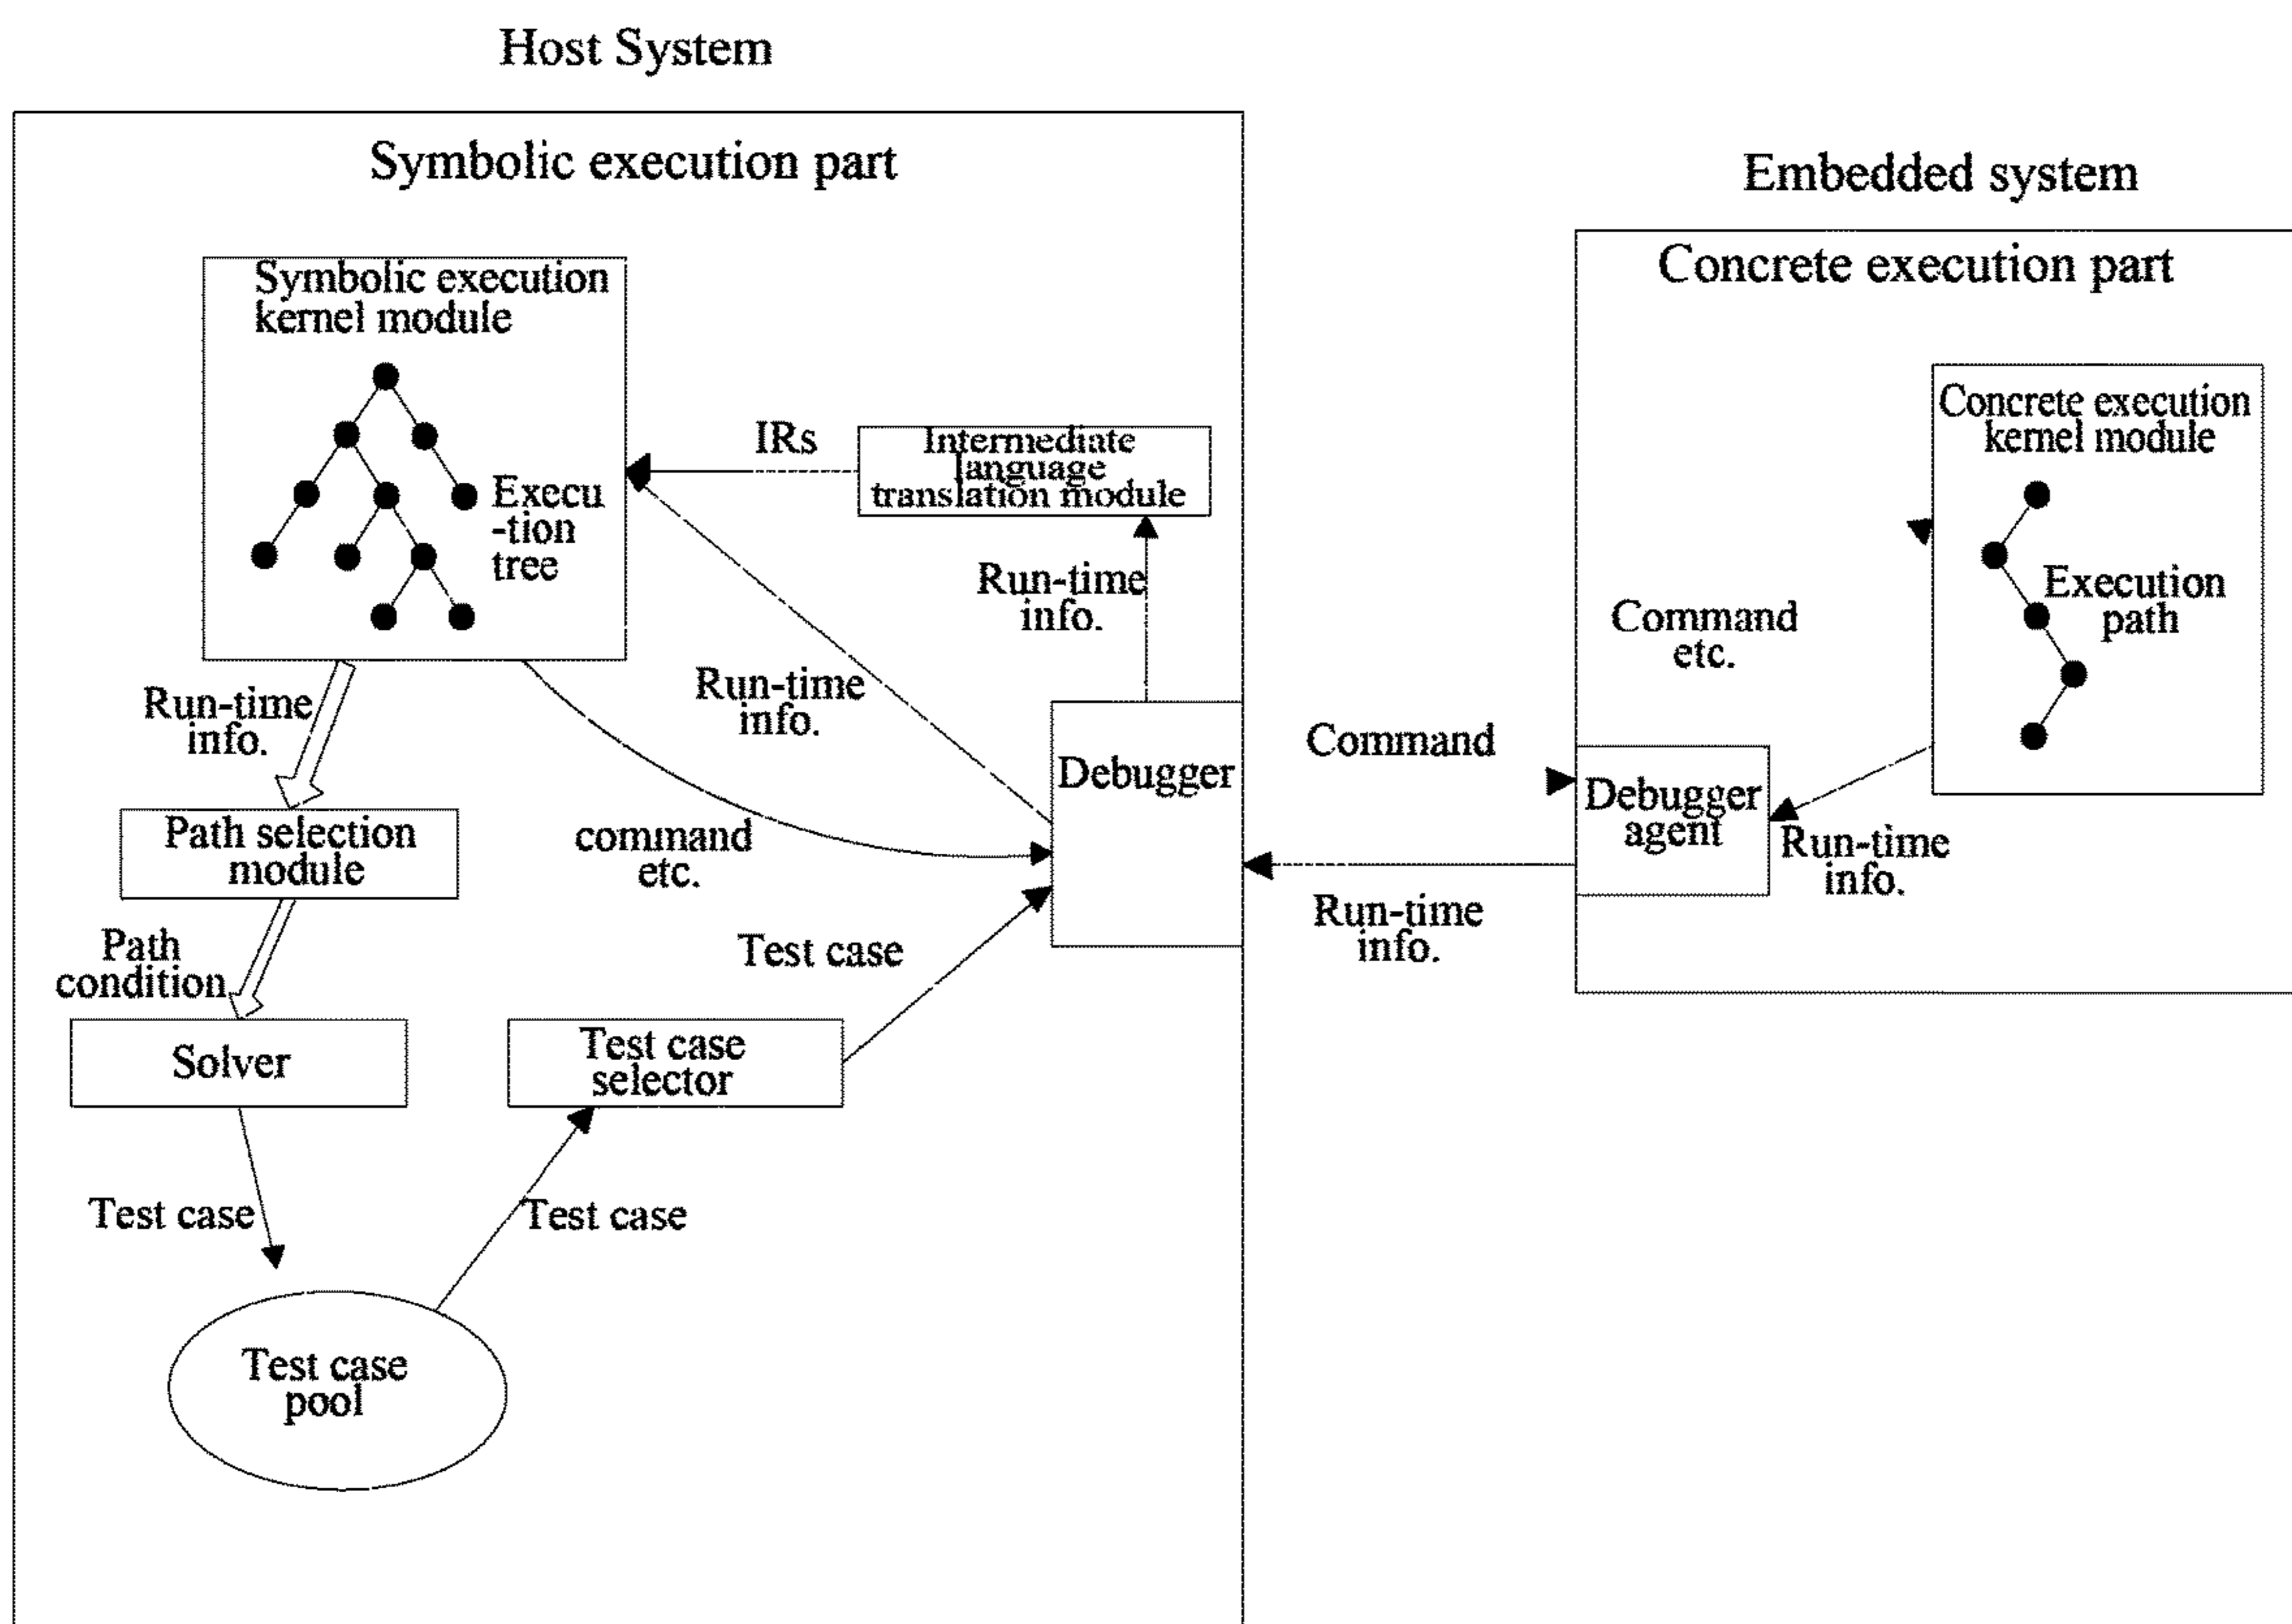 Host System
Symbolic execution part
Symbolic execution
kernel module
Execu
-tion
tree
IRs
Intermediate
language
translation module
Run-time
info.
Run-time
info.
Run-time
info.
Debugger
Path selection
module
command
etc.
Path
condition
Test case
Solver
Test case
selector
Test case
Test case
Test case
pool
Command
Run-time
info.
Embedded system
Concrete execution part
Concrete execution
kernel module
Execution
path
Command
etc.
Debugger
agent
Run-time
info.